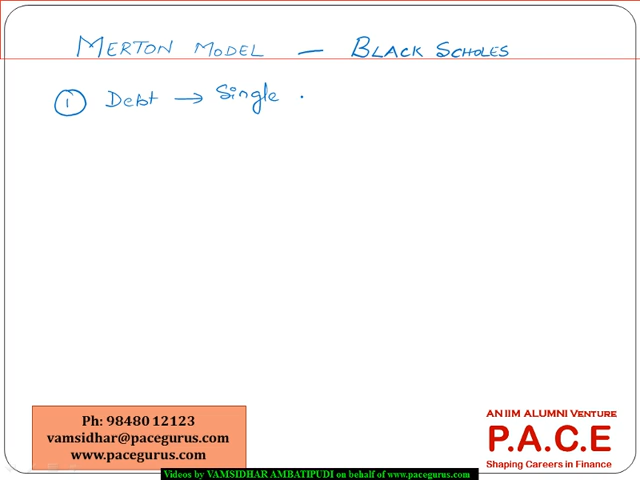 MERTON MODEL — BLACK SCHOLES
① Debt → Single .
Ph: 98480 12123
vamsidhar@pacegurus.com
www.pacegurus.com
AN IIM ALUMNI VENTURE
P.A.C.E
Shaping Careers in Finance
Videos by VAMSIDHAR AMBATIPUDI on behalf of www.pacegurus.com